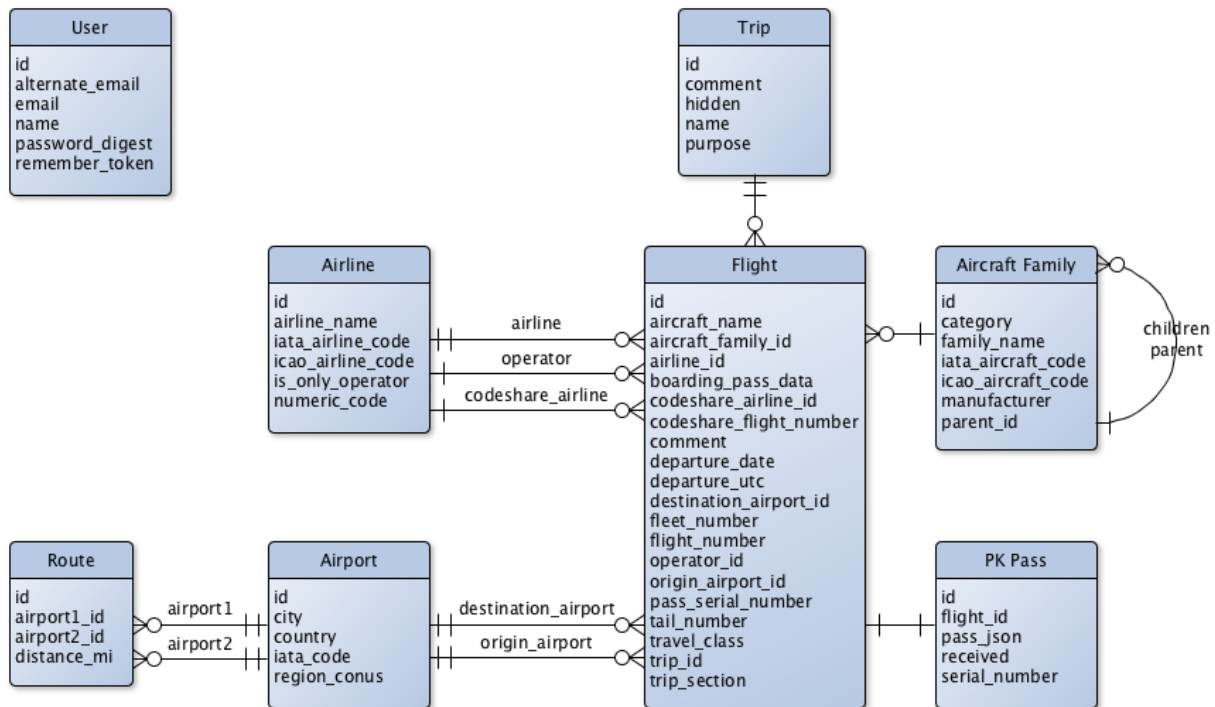 User
id
alternate_email
email
name
password_digest
remember_token
Trip
id
comment
hidden
name
purpose
Airline
id
airline_name
iata_airline_code
icao_airline_code
is_only_operator
numeric_code
airline
operator
codeshare_airline
Flight
id
aircraft_name
aircraft_family_id
airline_id
boarding_pass_data
codeshare_airline_id
codeshare_flight_number
comment
departure_date
departure_utc
destination_airport_id
fleet_number
flight_number
operator_id
origin_airport_id
pass_serial_number
tail_number
travel_class
trip_id
trip_section
Aircraft Family
id
category
family_name
iata_aircraft_code
icao_aircraft_code
manufacturer
parent_id
children
parent
Route
id
airport1_id
airport2_id
distance_mi
airport1
airport2
Airport
id
city
country
iata_code
region_conus
destination_airport
origin_airport
PK Pass
id
flight_id
pass_json
received
serial_number